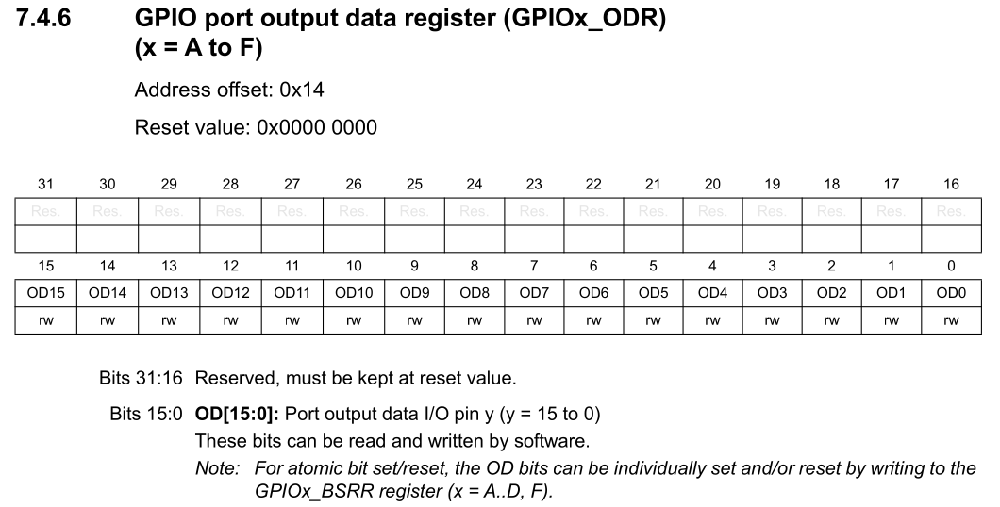 7.4.6 GPIO port output data register (GPIOx_ODR)
(x = A to F)
Address offset: 0x14
Reset value: 0x0000 0000
31 30 29 28 27 26 25 24 23 22 21 20 19 18 17 16
Res. Res. Res. Res. Res. Res. Res. Res. Res. Res. Res. Res. Res. Res. Res. Res.
15 14 13 12 11 10 9 8 7 6 5 4 3 2 1 0
OD15 OD14 OD13 OD12 OD11 OD10 OD9 OD8 OD7 OD6 OD5 OD4 OD3 OD2 OD1 OD0
rw rw rw rw rw rw rw rw rw rw rw rw rw rw rw rw
Bits 31:16 Reserved, must be kept at reset value.
Bits 15:0 OD[15:0]: Port output data I/O pin y (y = 15 to 0)
These bits can be read and written by software.
Note: For atomic bit set/reset, the OD bits can be individually set and/or reset by writing to the
GPIOx_BSRR register (x = A..D, F).